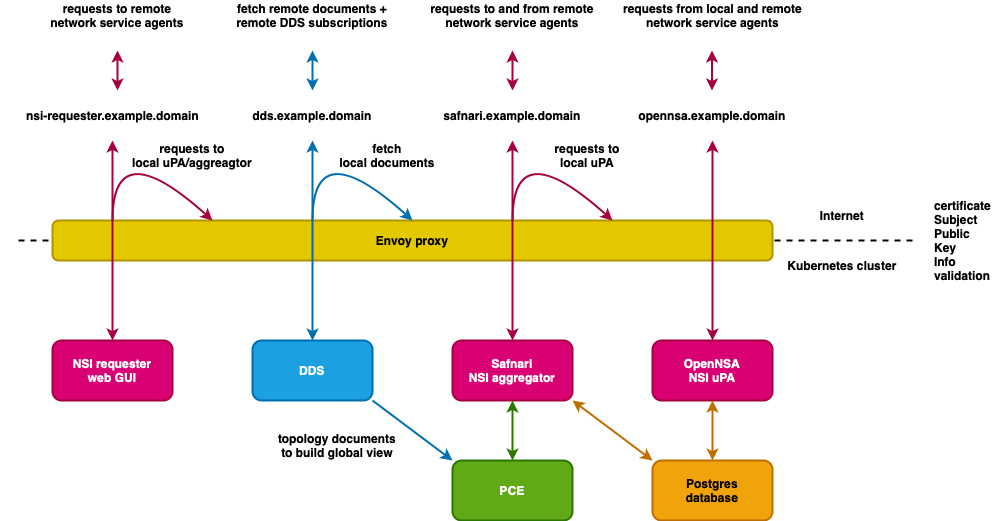 requests to remote
network service agents
fetch remote documents +
remote DDS subscriptions
requests to and from remote
network service agents
requests from local and remote
network service agents
nsi-requester.example.domain
dds.example.domain
safnari.example.domain
opennsa.example.domain
requests to
local uPA/aggreagtor
fetch
local documents
requests to
local uPA
Envoy proxy
Internet
Kubernetes cluster
certificate
Subject
Public
Key
Info
validation
NSI requester
web GUI
DDS
Safnari
NSI aggregator
OpenNSA
NSI uPA
topology documents
to build global view
PCE
Postgres
database